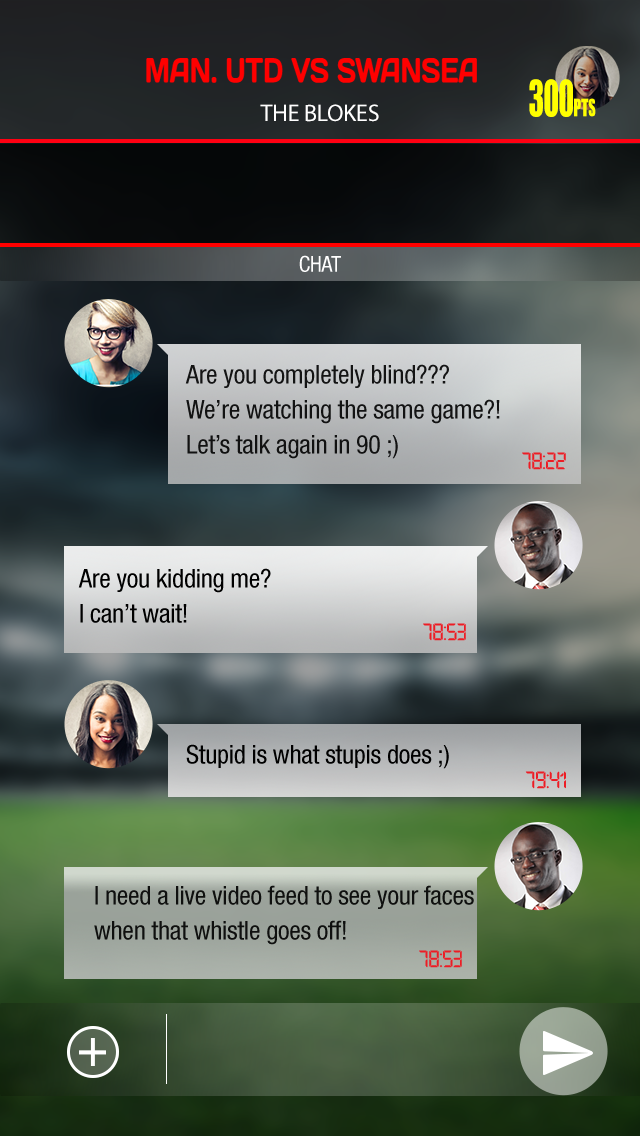 MAN. UTD VS SWANSEA
THE BLOKES
300PTS
CHAT
Are you completely blind???
We’re watching the same game?!
Let’s talk again in 90 ;)
78:22
Are you kidding me?
I can’t wait!
78:53
Stupid is what stupis does ;)
79:41
I need a live video feed to see your faces
when that whistle goes off!
78:53